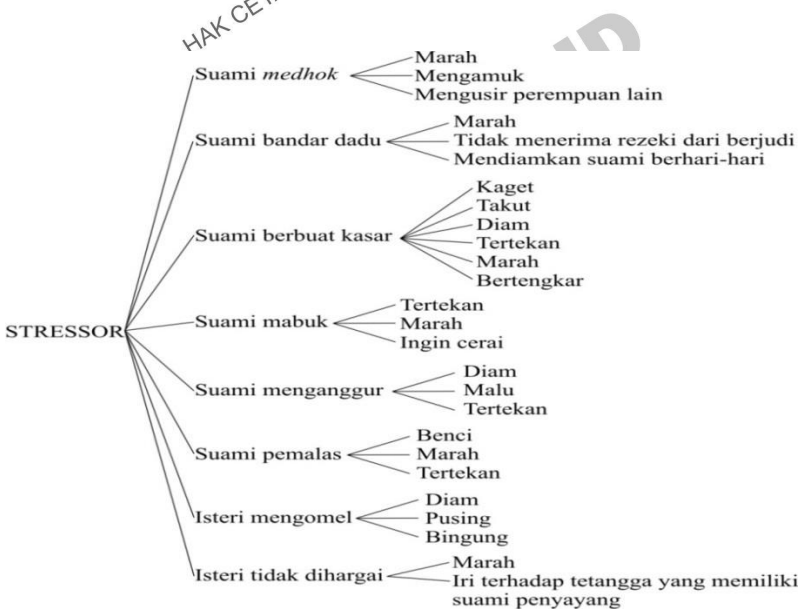 HAK CE
Marah
Suami medhok
Mengamuk
Mengusir perempuan lain
Marah
Suami bandar dadu
Tidak menerima rezeki dari berjudi
Mendiamkan suami berhari-hari
Kaget
Takut
Diam
Suami berbuat kasar
Tertekan
Marah
Bertengkar
Tertekan
STRESSOR
Suami mabuk
Marah
Ingin cerai
Diam
Suami menganggur
Malu
Tertekan
Benci
Suami pemalas
Marah
Tertekan
Diam
Isteri mengomel
Pusing
Bingung
Marah
Isteri tidak dihargai
Iri terhadap tetangga yang memiliki
suami penyayang